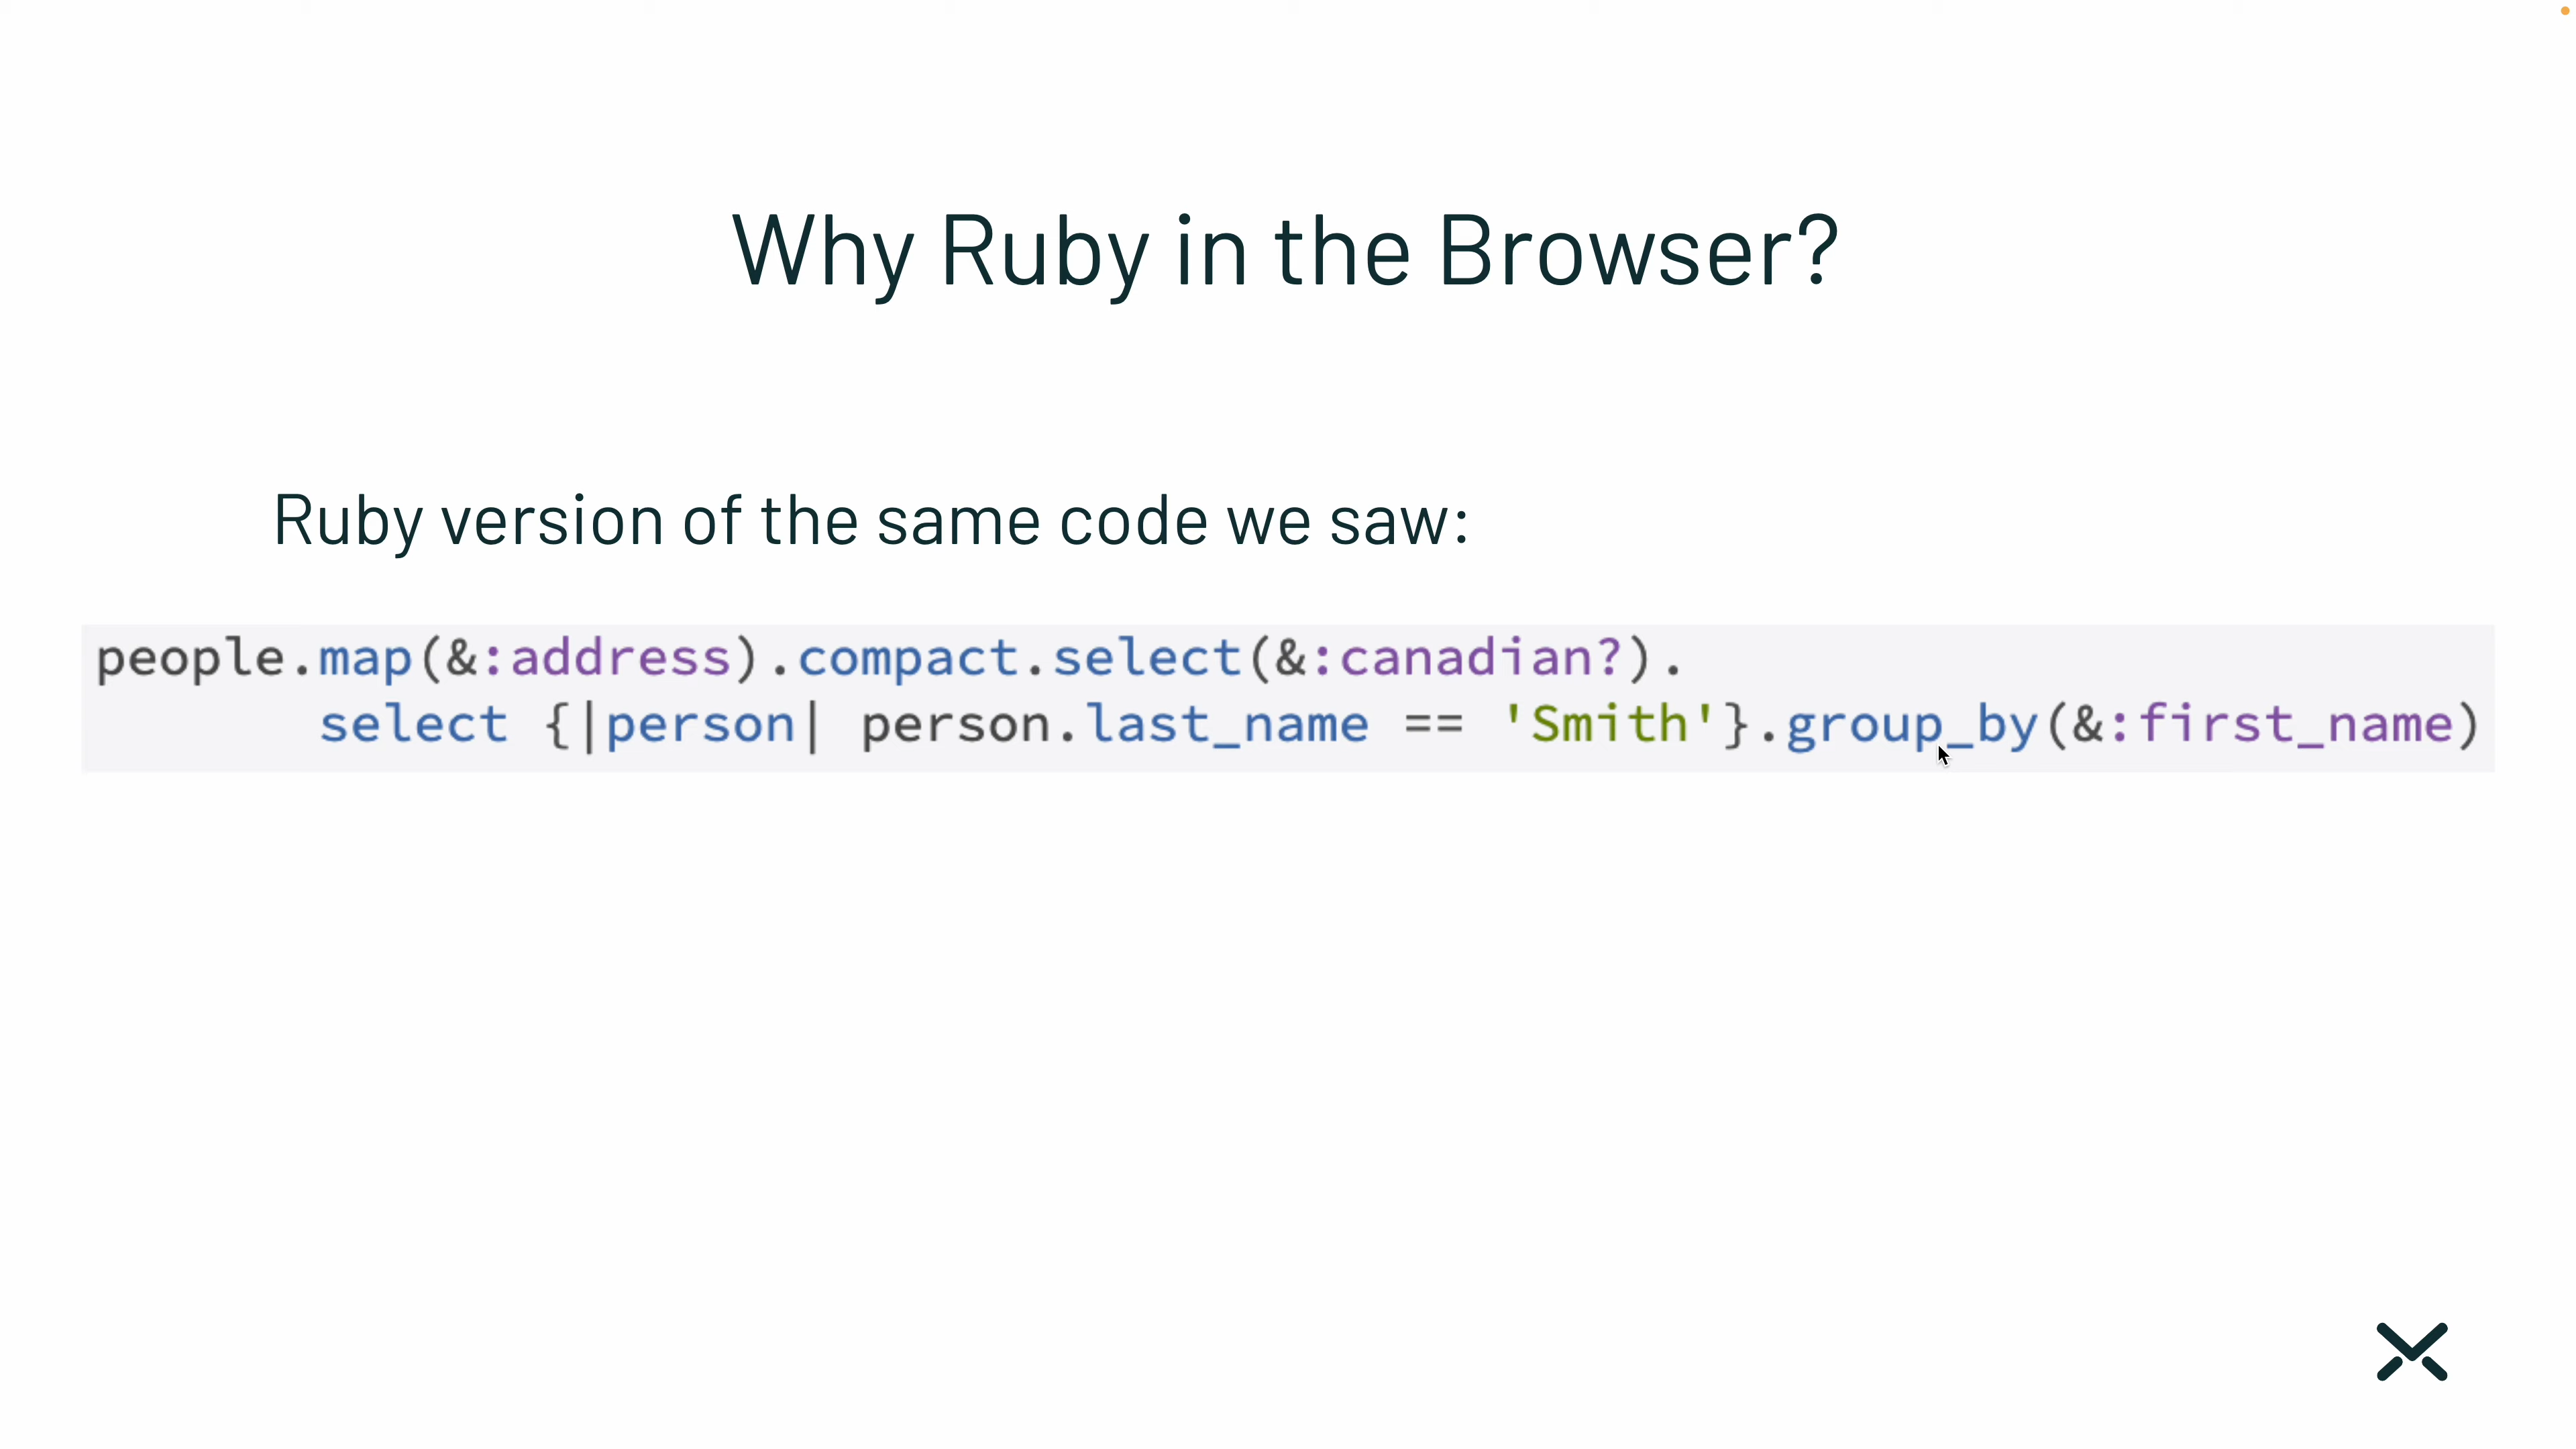 Why Ruby in the Browser?
Ruby version of the same code we saw:
people.map(&:address).compact.select(&:canadian?).
select {|person| person.last_name == 'Smith'}.group_by(&:first_name)